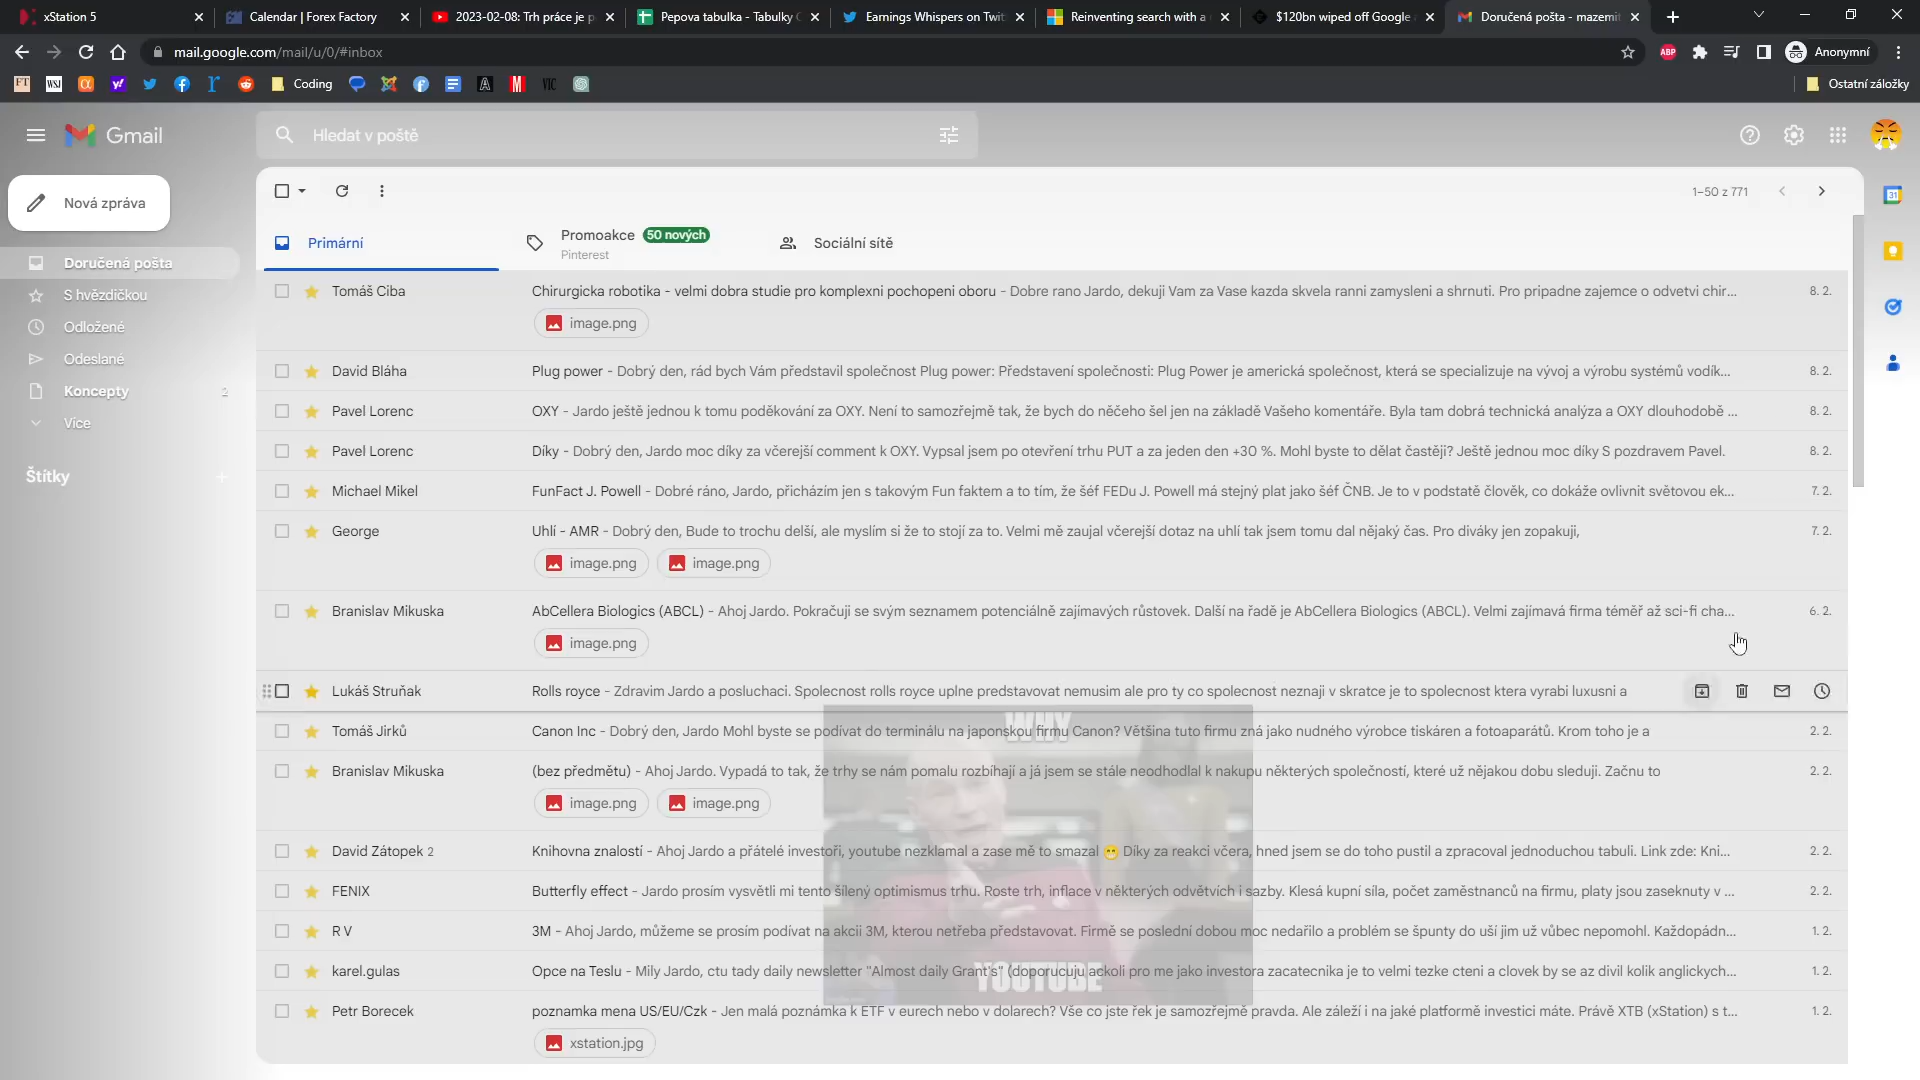 xStation 5
Calendar | Forex Factory
2023-02-08: Trh práce je p
Pepova tabulka - Tabulky
Earnings Whispers on Twit
Reinventing search with a
$120bn wiped off Google
Doručená pošta - mazemit
mail.google.com/mail/u/0/#inbox
ABP
Anonymní
FT
WSJ
Coding
VIC
Ostatní záložky
Gmail
Hledat v poště
Nová zpráva
1–50 z 771
31
Primární
Promoakce 50 nových
Pinterest
Sociální sítě
Doručená pošta
S hvězdičkou
Odložené
Odeslané
Koncepty 2
Více
Štítky
Tomáš Ciba Chirurgicka robotika - velmi dobra studie pro komplexni pochopeni oboru - Dobre rano Jardo, dekuji Vam za Vase kazda skvela ranni zamysleni a shrnuti. Pro pripadne zajemce o odvetvi chir... 8. 2.
image.png
David Bláha Plug power - Dobrý den, rád bych Vám představil společnost Plug power: Představení společnosti: Plug Power je americká společnost, která se specializuje na vývoj a výrobu systémů vodík... 8. 2.
Pavel Lorenc OXY - Jardo ještě jednou k tomu poděkování za OXY. Není to samozřejmě tak, že bych do něčeho šel jen na základě Vašeho komentáře. Byla tam dobrá technická analýza a OXY dlouhodobě ... 8. 2.
Pavel Lorenc Díky - Dobrý den, Jardo moc díky za včerejší comment k OXY. Vypsal jsem po otevření trhu PUT a za jeden den +30 %. Mohl byste to dělat častěji? Ještě jednou moc díky S pozdravem Pavel. 8. 2.
Michael Mikel FunFact J. Powell - Dobré ráno, Jardo, přicházím jen s takovým Fun faktem a to tím, že šéf FEDu J. Powell má stejný plat jako šéf ČNB. Je to v podstatě člověk, co dokáže ovlivnit světovou ek... 7. 2.
George Uhlí - AMR - Dobrý den, Bude to trochu delší, ale myslím si že to stojí za to. Velmi mě zaujal včerejší dotaz na uhlí tak jsem tomu dal nějaký čas. Pro diváky jen zopakuji, 7. 2.
image.png image.png
Branislav Mikuska AbCellera Biologics (ABCL) - Ahoj Jardo. Pokračuji se svým seznamem potenciálně zajímavých růstovek. Další na řadě je AbCellera Biologics (ABCL). Velmi zajímavá firma téměř až sci-fi cha... 6. 2.
image.png
Lukáš Struňak Rolls royce - Zdravim Jardo a posluchaci. Spolecnost rolls royce uplne predstavovat nemusim ale pro ty co spolecnost neznaji v skratce je to spolecnost ktera vyrabi luxusni a
WHY
Tomáš Jirků Canon Inc - Dobrý den, Jardo Mohl byste se podívat do terminálu na japonskou firmu Canon? Většina tuto firmu zná jako nudného výrobce tiskáren a fotoaparátů. Krom toho je a 2. 2.
Branislav Mikuska (bez předmětu) - Ahoj Jardo. Vypadá to tak, že trhy se nám pomalu rozbíhají a já jsem se stále neodhodlal k nakupu některých společností, které už nějakou dobu sleduji. Začnu to 2. 2.
image.png image.png
David Zátopek 2 Knihovna znalostí - Ahoj Jardo a přátelé investoři, youtube nezklamal a zase mě to smazal 😁 Díky za reakci včera, hned jsem se do toho pustil a zpracoval jednoduchou tabuli. Link zde: Kni... 2. 2.
FENIX Butterfly effect - Jardo prosím vysvětli mi tento šílený optimismus trhu. Roste trh, inflace v některých odvětvích i sazby. Klesá kupní síla, počet zaměstnanců na firmu, platy jsou zaseknuty v ... 2. 2.
R V 3M - Ahoj Jardo, můžeme se prosím podívat na akcii 3M, kterou netřeba představovat. Firmě se poslední dobou moc nedařilo a problém se špunty do uší jim už vůbec nepomohl. Každopádn... 1. 2.
karel.gulas Opce na Teslu - Mily Jardo, ctu tady daily newsletter "Almost daily Grant's" (doporucuju ackoli pro me jako investora zacatecnika je to velmi tezke cteni a clovek by se az divil kolik anglickych... 1. 2.
YOUTUBE
Petr Borecek poznamka mena US/EU/Czk - Jen malá poznámka k ETF v eurech nebo v dolarech? Vše co jste řek je samozřejmě pravda. Ale záleží i na jaké platformě investici máte. Právě XTB (xStation) s t... 1. 2.
xstation.jpg